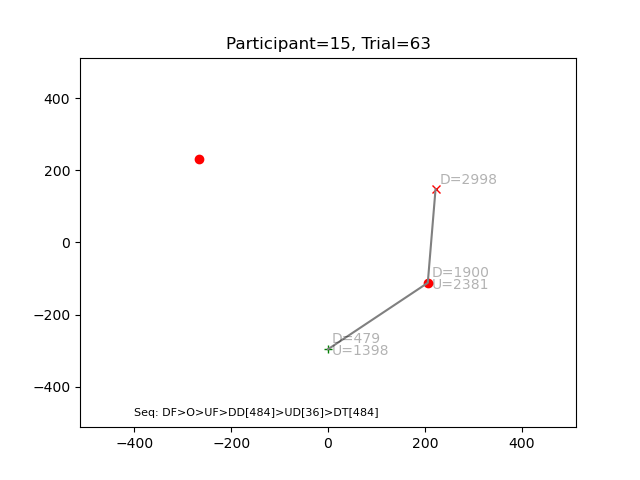 Participant=15, Trial=63
400
200
0
−200
−400
D=2998
D=1900
U=2381
D=479
U=1398
Seq: DF>O>UF>DD[484]>UD[36]>DT[484]
−400
−200
0
200
400